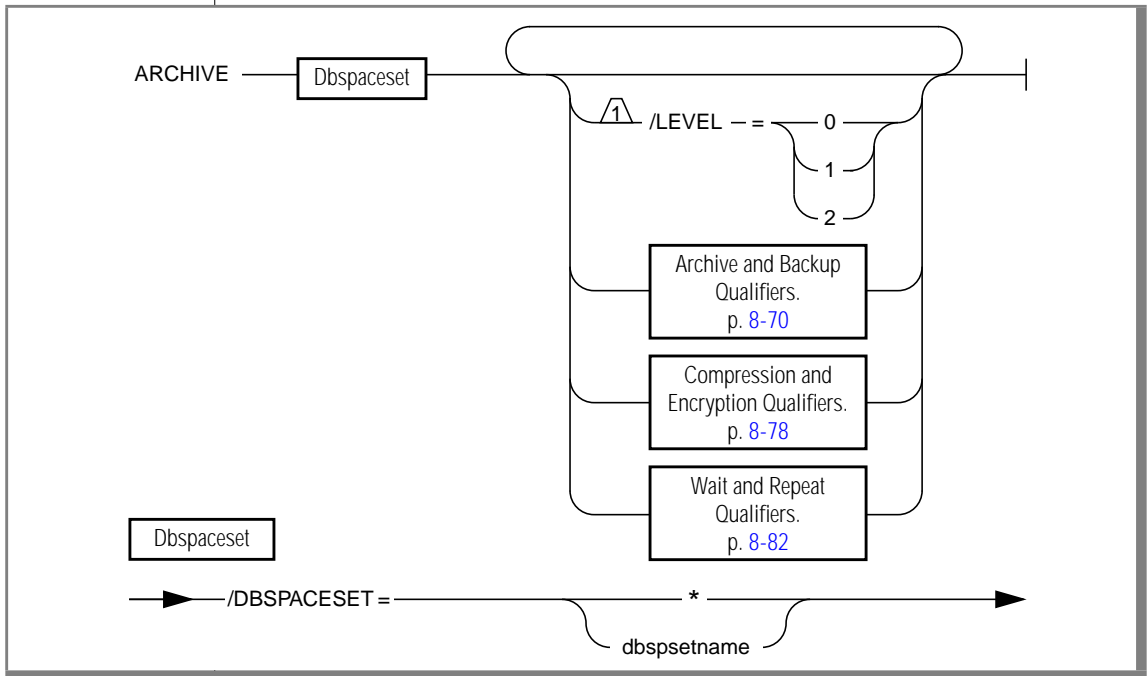 ARCHIVE
Dbspaceset
1
/LEVEL = 0
1
2
Archive and Backup
Qualifiers.
p. 8-70
Compression and
Encryption Qualifiers.
p. 8-78
Wait and Repeat
Qualifiers.
p. 8-82
Dbspaceset
/DBSPACESET = *
dbspsetname